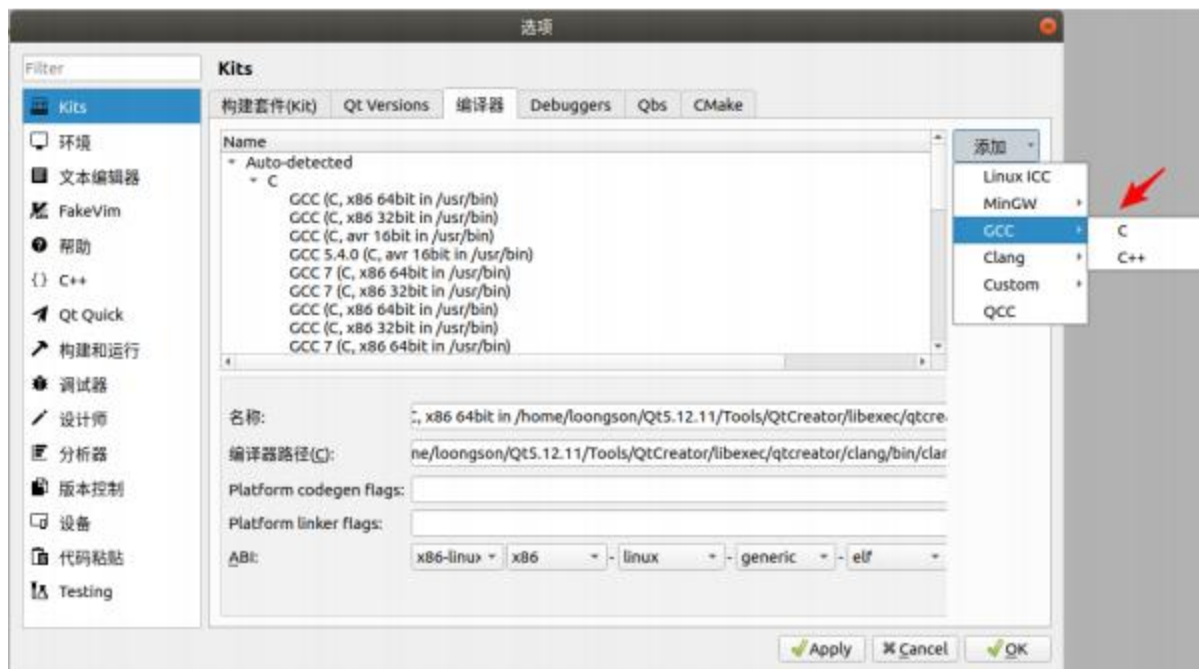 选项
Filter
Kits
环境
文本编辑器
FakeVim
帮助
{} C++
Qt Quick
构建和运行
调试器
设计师
分析器
版本控制
设备
代码粘贴
Testing
Kits
构建套件(Kit) Qt Versions 编译器 Debuggers Qbs CMake
Name
Auto-detected
C
GCC (C, x86 64bit in /usr/bin)
GCC (C, x86 32bit in /usr/bin)
GCC (C, avr 16bit in /usr/bin)
GCC 5.4.0 (C, avr 16bit in /usr/bin)
GCC 7 (C, x86 64bit in /usr/bin)
GCC 7 (C, x86 32bit in /usr/bin)
GCC (C, x86 64bit in /usr/bin)
GCC (C, x86 32bit in /usr/bin)
GCC 7 (C, x86 64bit in /usr/bin)
添加
Linux ICC
MinGW
GCC
Clang
Custom
QCC
C
C++
名称: C, x86 64bit in /home/loongson/Qt5.12.11/Tools/QtCreator/libexec/qtcre
编译器路径(C): ne/loongson/Qt5.12.11/Tools/QtCreator/libexec/qtcreator/clang/bin/clar
Platform codegen flags:
Platform linker flags:
ABI: x86-linux x86 - linux - generic - elf
Apply Cancel OK